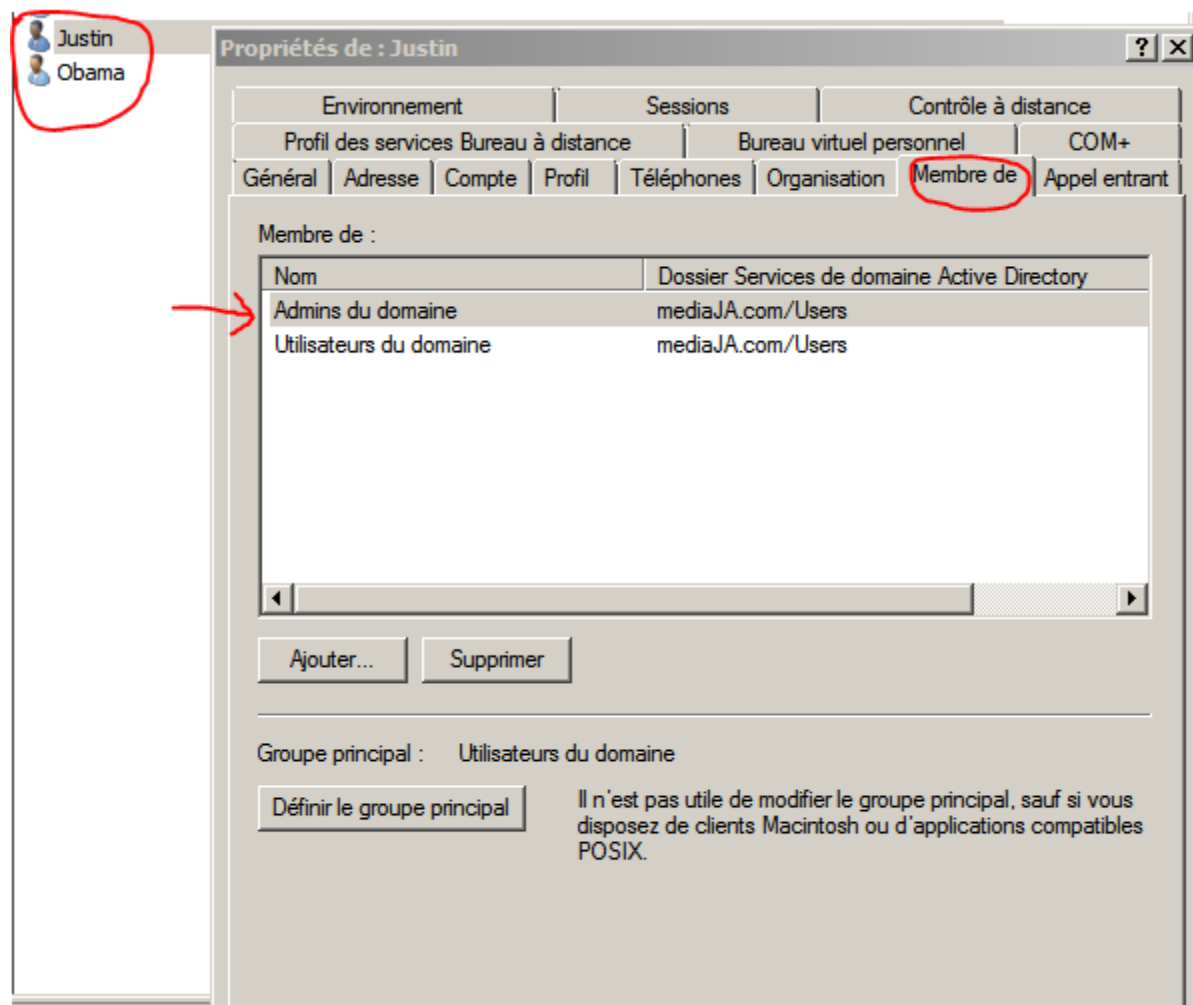 Justin
Obama
Propriétés de : Justin
Environnement Sessions Contrôle à distance
Profil des services Bureau à distance Bureau virtuel personnel COM+
Général Adresse Compte Profil Téléphones Organisation Membre de Appel entrant
Membre de :
Nom Dossier Services de domaine Active Directory
Admins du domaine mediaJA.com/Users
Utilisateurs du domaine mediaJA.com/Users
Ajouter... Supprimer
Groupe principal : Utilisateurs du domaine
Définir le groupe principal
Il n'est pas utile de modifier le groupe principal, sauf si vous
disposez de clients Macintosh ou d'applications compatibles
POSIX.